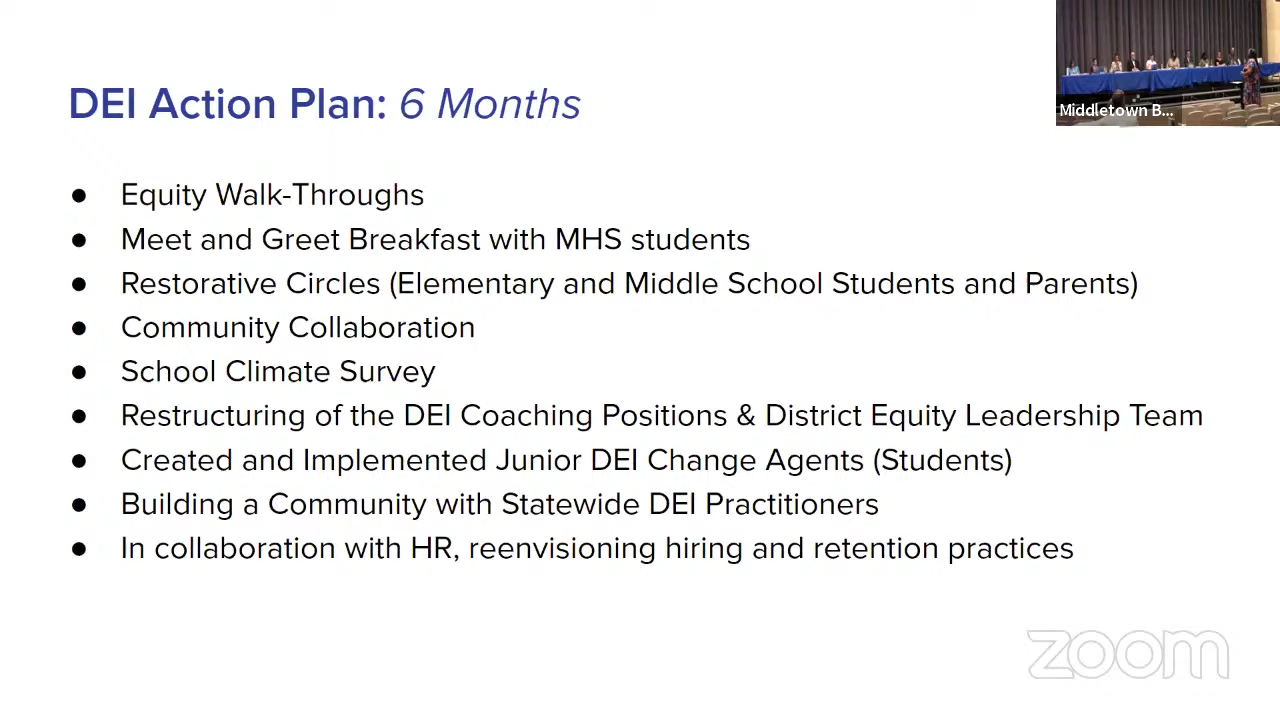 Middletown B...
DEI Action Plan: 6 Months
● Equity Walk-Throughs
● Meet and Greet Breakfast with MHS students
● Restorative Circles (Elementary and Middle School Students and Parents)
● Community Collaboration
● School Climate Survey
● Restructuring of the DEI Coaching Positions & District Equity Leadership Team
● Created and Implemented Junior DEI Change Agents (Students)
● Building a Community with Statewide DEI Practitioners
● In collaboration with HR, reenvisioning hiring and retention practices
zoom